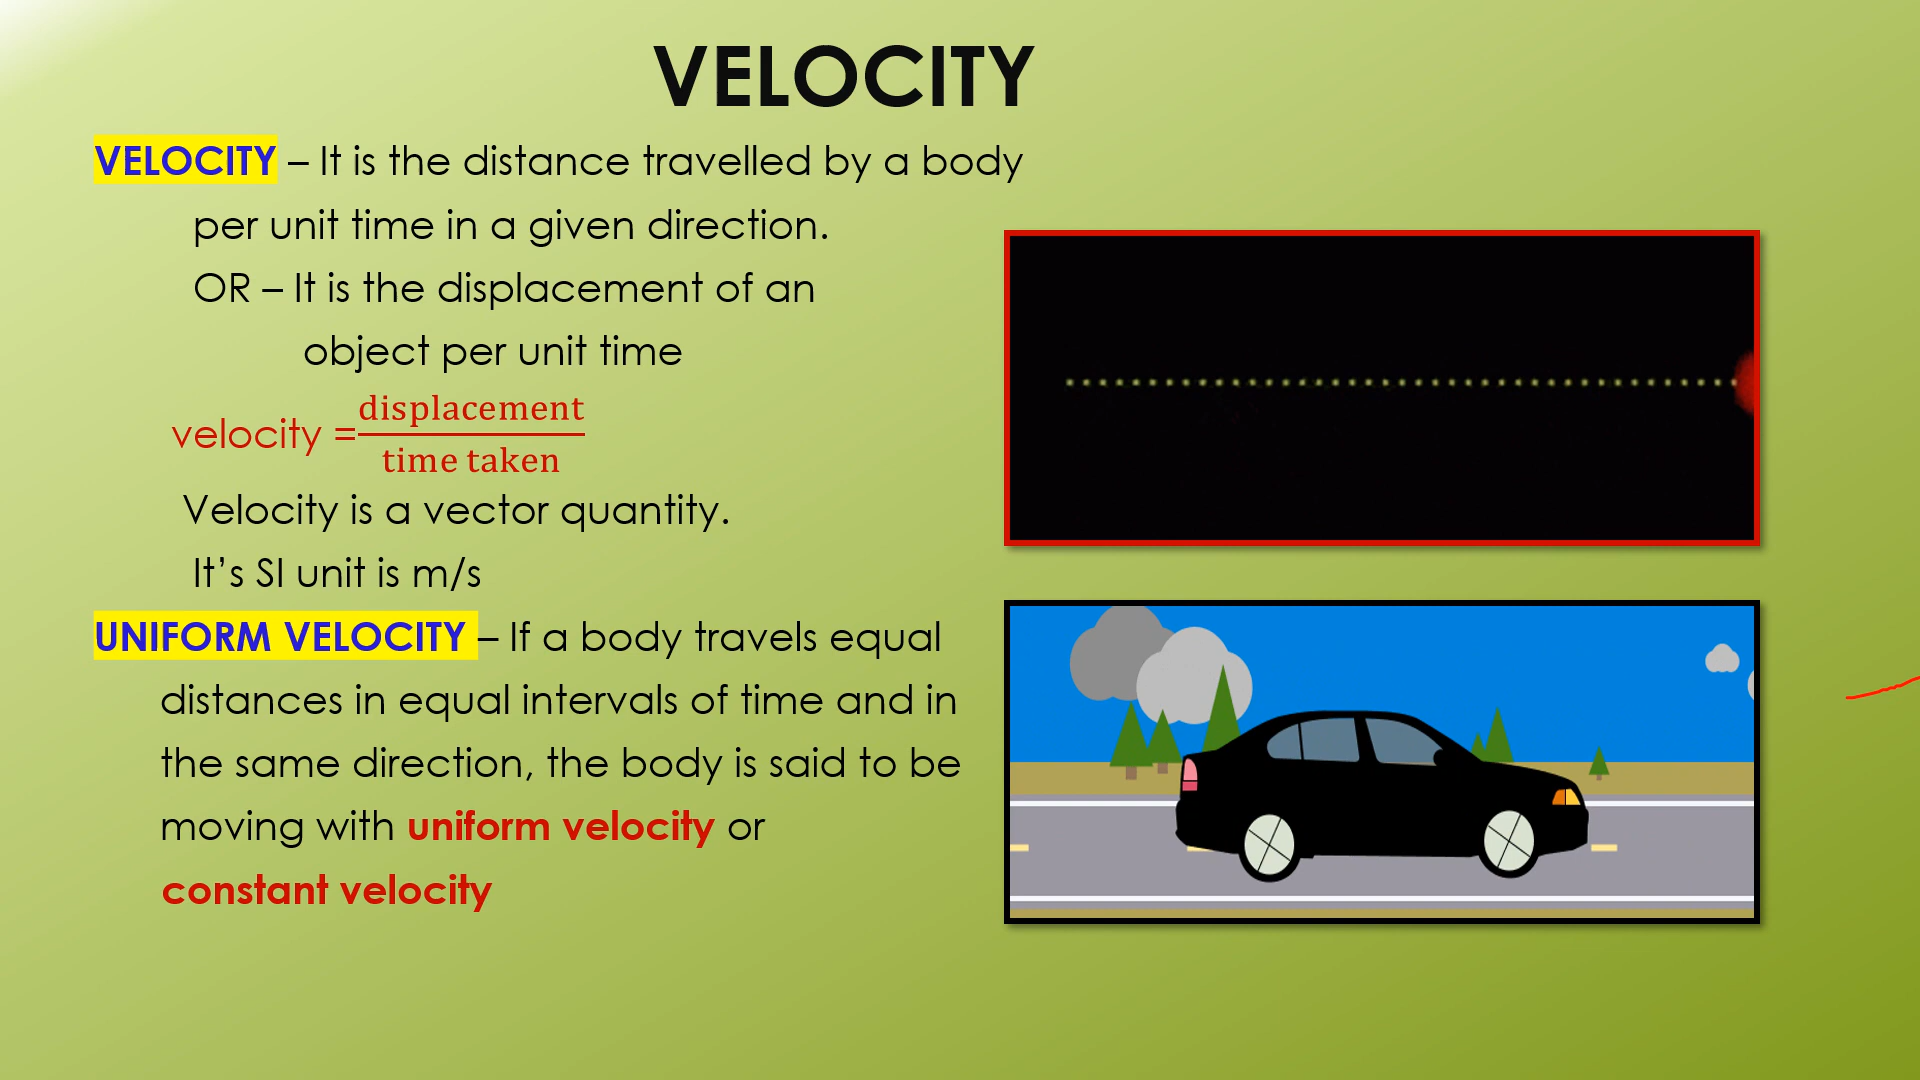 VELOCITY
VELOCITY – It is the distance travelled by a body
per unit time in a given direction.
OR – It is the displacement of an
object per unit time
velocity = displacement / time taken
Velocity is a vector quantity.
It’s SI unit is m/s
UNIFORM VELOCITY – If a body travels equal
distances in equal intervals of time and in
the same direction, the body is said to be
moving with uniform velocity or
constant velocity